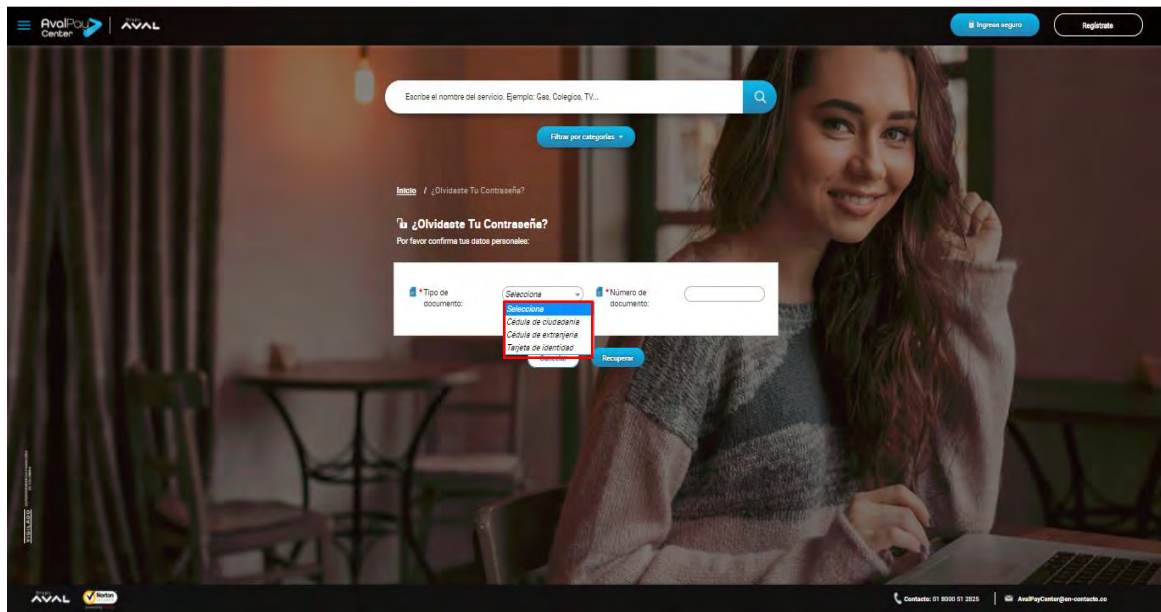 AvalPay
Center
Grupo
AVAL
Ingreso seguro
Regístrate
Escribe el nombre del servicio. Ejemplo: Gas, Colegios, TV...
Filtrar por categorías
Inicio / ¿Olvidaste Tu Contraseña?
¿Olvidaste Tu Contraseña?
Por favor confirma tus datos personales:
*Tipo de documento:
Selecciona
*Número de documento:
Selecciona
Cédula de ciudadanía
Cédula de extranjería
Tarjeta de identidad
Cancelar
Recuperar
VIGILADO
Grupo
AVAL
Norton
Contacto: 01 8000 51 2825
AvalPayCenter@en-contacto.co